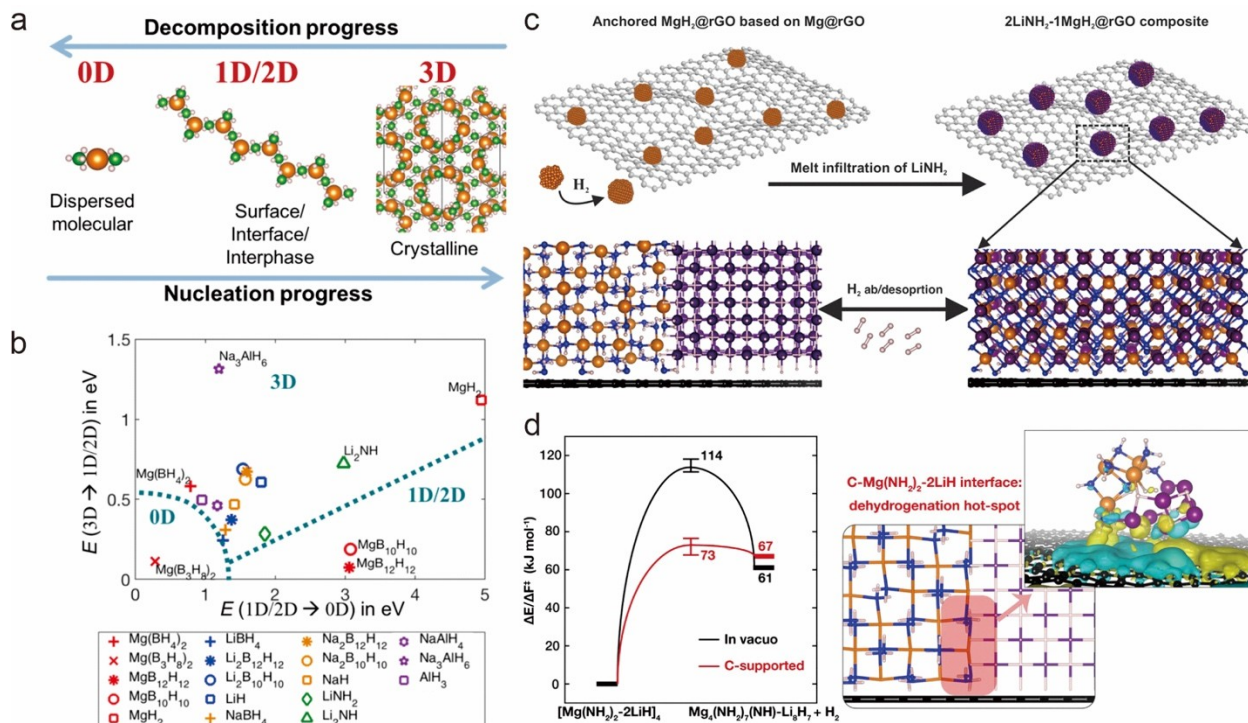 a
Decomposition progress
0D
1D/2D
3D
Dispersed
molecular
Surface/
Interface/
Interphase
Crystalline
Nucleation progress
b
E (3D → 1D/2D) in eV
1.5
1
0.5
0
0
1
2
3
4
5
E (1D/2D → 0D) in eV
Na3AlH6
3D
MgH2
Li2NH
Mg(BH4)2
1D/2D
0D
MgB10H10
MgB12H12
Mg(B3H8)2
Mg(BH4)2
Mg(B3H8)2
MgB12H12
MgB10H10
MgH2
LiBH4
Li2B12H12
Li2B10H10
LiH
NaBH4
Na2B12H12
Na2B10H10
NaH
LiNH2
Li2NH
NaAlH4
Na3AlH6
AlH3
c
Anchored MgH2@rGO based on Mg@rGO
2LiNH2-1MgH2@rGO composite
H2
Melt infiltration of LiNH2
H2 ab/desoprtion
d
ΔE/ΔF‡ (kJ mol-1)
120
100
80
60
40
20
0
114
73
67
61
In vacuo
C-supported
[Mg(NH2)2-2LiH]4
Mg4(NH2)7(NH)-Li8H7 + H2
C-Mg(NH2)2-2LiH interface:
dehydrogenation hot-spot